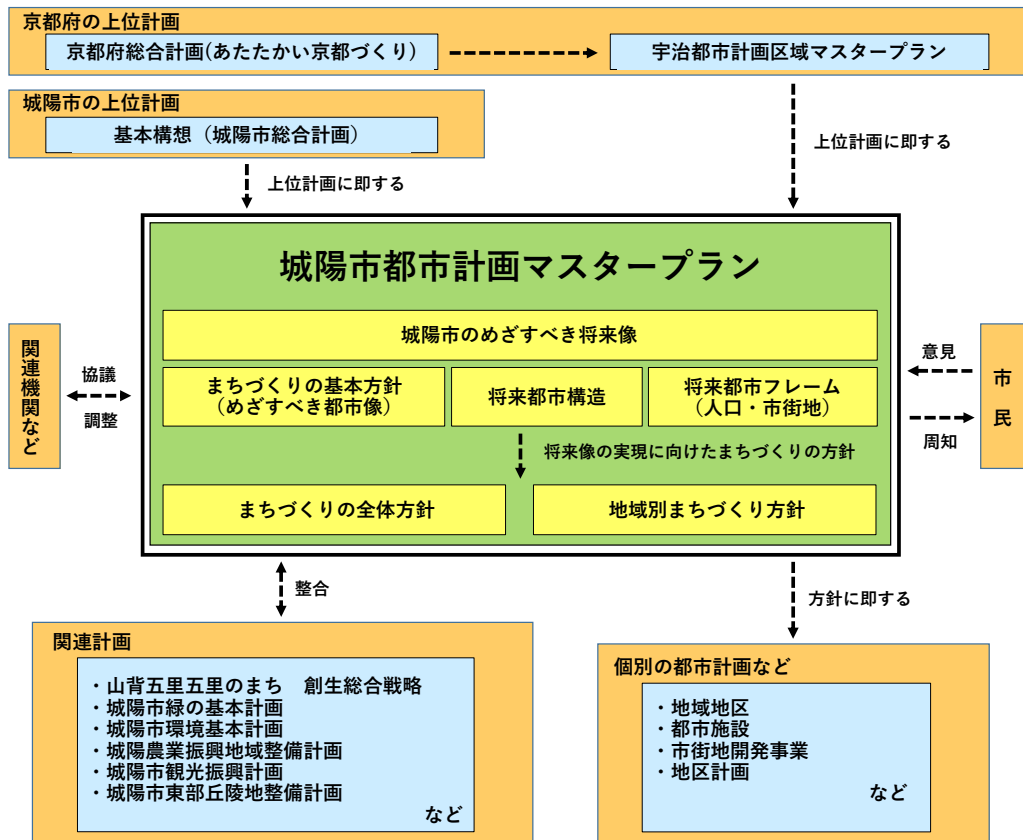 京都府の上位計画
京都府総合計画(あたたかい京都づくり)
宇治都市計画区域マスタープラン
城陽市の上位計画
基本構想（城陽市総合計画）
上位計画に即する
上位計画に即する
城陽市都市計画マスタープラン
城陽市のめざすべき将来像
まちづくりの基本方針
（めざすべき都市像）
将来都市構造
将来都市フレーム
（人口・市街地）
将来像の実現に向けたまちづくりの方針
まちづくりの全体方針
地域別まちづくり方針
関連機関など
協議
調整
意見
周知
市民
整合
方針に即する
関連計画
・山背五里五里のまち　創生総合戦略
・城陽市緑の基本計画
・城陽市環境基本計画
・城陽農業振興地域整備計画
・城陽市観光振興計画
・城陽市東部丘陵地整備計画
など
個別の都市計画など
・地域地区
・都市施設
・市街地開発事業
・地区計画
など